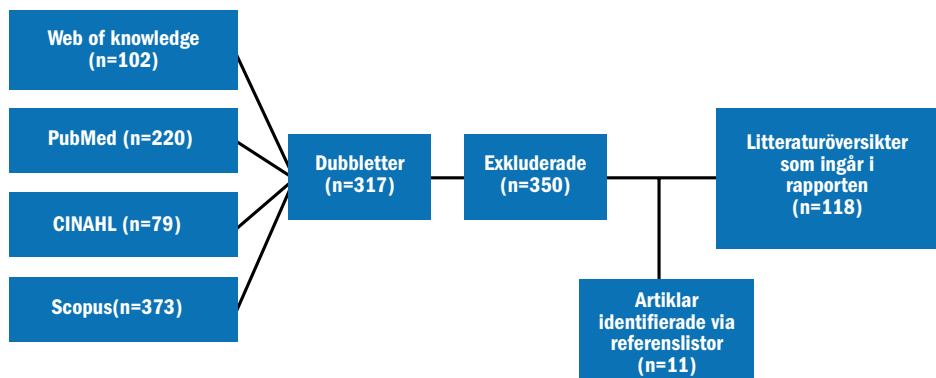 Web of knowledge
(n=102)
PubMed (n=220)
CINAHL (n=79)
Scopus(n=373)
Dubbletter
(n=317)
Exkluderade
(n=350)
Artiklar
identifierade via
referenslistor
(n=11)
Litteraturöversikter
som ingår i
rapporten
(n=118)